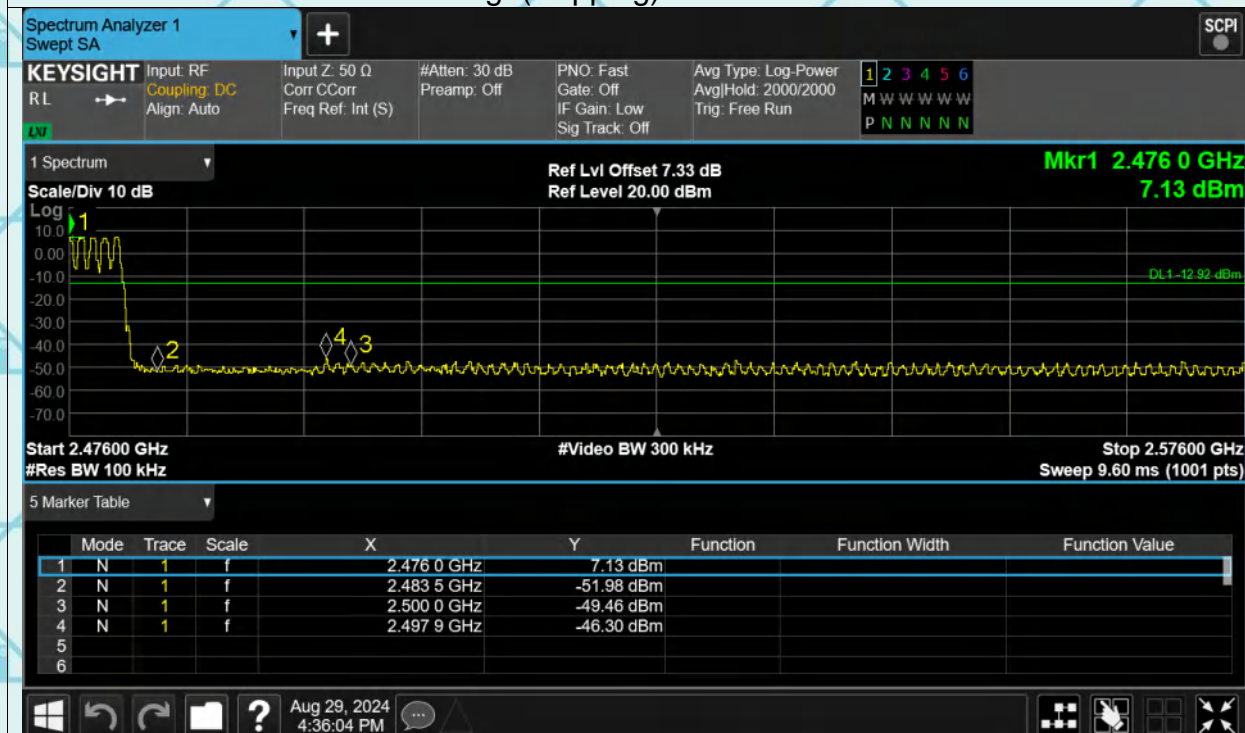 Spectrum Analyzer 1
Swept SA
+
SCPI
KEYSIGHT
RL
LXI
Input: RF
Coupling: DC
Align: Auto
Input Z: 50 Ω
Corr CCorr
Freq Ref: Int (S)
#Atten: 30 dB
Preamp: Off
PNO: Fast
Gate: Off
IF Gain: Low
Sig Track: Off
Avg Type: Log-Power
Avg|Hold: 2000/2000
Trig: Free Run
1 2 3 4 5 6
M W W W W W
P N N N N N
1 Spectrum
Scale/Div 10 dB
Ref Lvl Offset 7.33 dB
Ref Level 20.00 dBm
Mkr1 2.476 0 GHz
7.13 dBm
Log
10.0
0.00
-10.0
-20.0
-30.0
-40.0
-50.0
-60.0
-70.0
1
2
4
3
DL1 -12.92 dBm
Start 2.47600 GHz
#Res BW 100 kHz
#Video BW 300 kHz
Stop 2.57600 GHz
Sweep 9.60 ms (1001 pts)
5 Marker Table
Mode Trace Scale X Y Function Function Width Function Value
1 N 1 f 2.476 0 GHz 7.13 dBm
2 N 1 f 2.483 5 GHz -51.98 dBm
3 N 1 f 2.500 0 GHz -49.46 dBm
4 N 1 f 2.497 9 GHz -46.30 dBm
5
6
?
Aug 29, 2024
4:36:04 PM